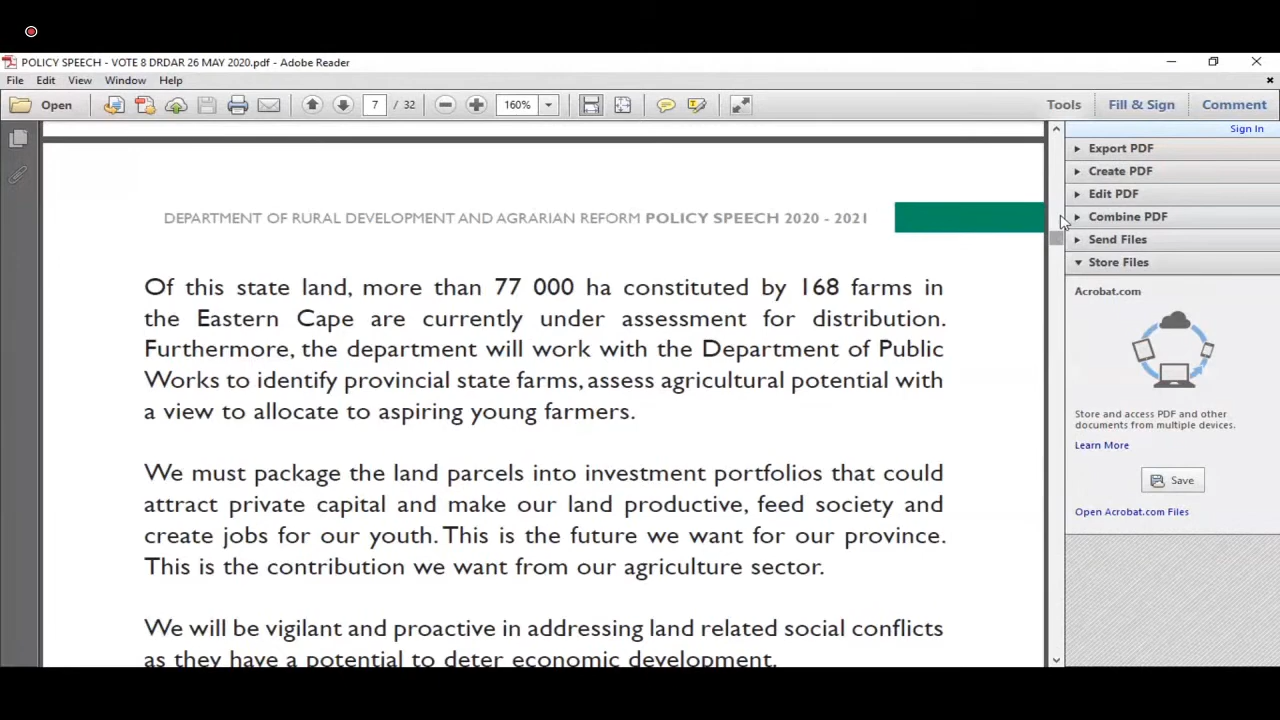 POLICY SPEECH - VOTE 8 DRDAR 26 MAY 2020.pdf - Adobe Reader
File Edit View Window Help
Open 7 / 32 160% Tools Fill & Sign Comment
Sign In
Export PDF
Create PDF
Edit PDF
Combine PDF
Send Files
Store Files
Acrobat.com
Store and access PDF and other
documents from multiple devices.
Learn More
Save
Open Acrobat.com Files
DEPARTMENT OF RURAL DEVELOPMENT AND AGRARIAN REFORM POLICY SPEECH 2020 - 2021
Of this state land, more than 77 000 ha constituted by 168 farms in
the Eastern Cape are currently under assessment for distribution.
Furthermore, the department will work with the Department of Public
Works to identify provincial state farms, assess agricultural potential with
a view to allocate to aspiring young farmers.
We must package the land parcels into investment portfolios that could
attract private capital and make our land productive, feed society and
create jobs for our youth. This is the future we want for our province.
This is the contribution we want from our agriculture sector.
We will be vigilant and proactive in addressing land related social conflicts
as they have a potential to deter economic development.